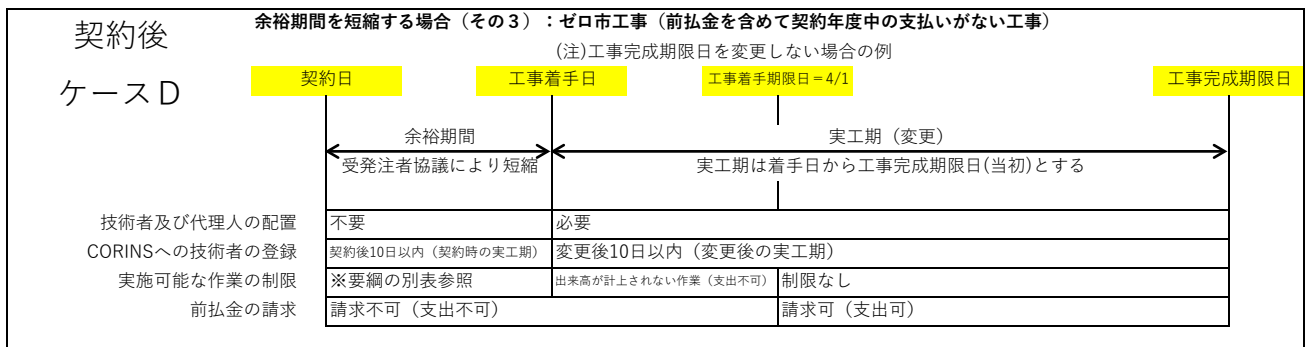 余裕期間を短縮する場合（その３）：ゼロ市工事（前払金を含めて契約年度中の支払いがない工事）
契約後
(注)工事完成期限日を変更しない場合の例
ケースＤ
契約日 工事着手日 工事着手期限日＝4/1 工事完成期限日
余裕期間 実工期（変更）
受発注者協議により短縮 実工期は着手日から工事完成期限日(当初)とする
技術者及び代理人の配置 不要 必要
CORINSへの技術者の登録 契約後10日以内（契約時の実工期） 変更後10日以内（変更後の実工期）
実施可能な作業の制限 ※要綱の別表参照 出来高が計上されない作業（支出不可） 制限なし
前払金の請求 請求不可（支出不可） 請求可（支出可）